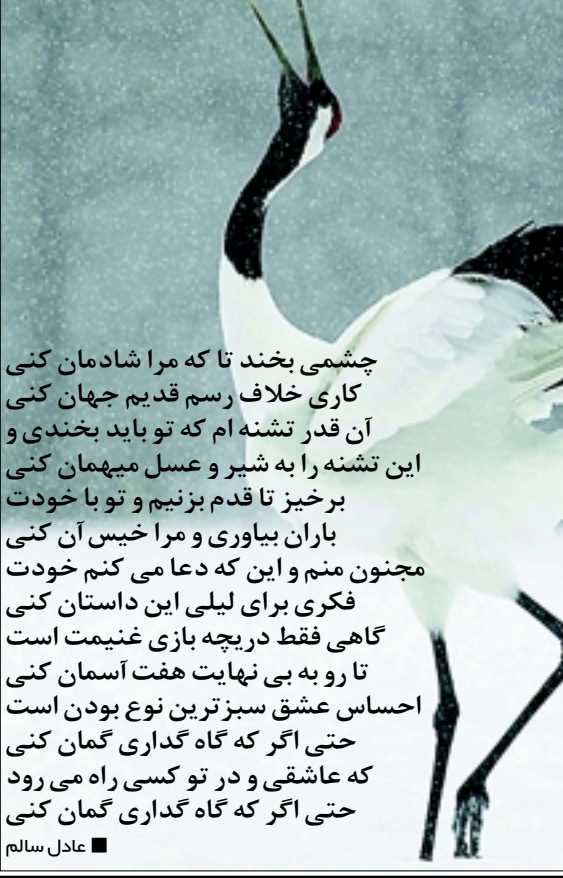 چشمی بخند تا که مرا شادمان کنی
کاری خلاف رسم قدیم جهان کنی
آن قدر تشنه ام که تو باید بخندی و
این تشنه را به شیر و عسل میهمان کنی
برخیز تا قدم بزنیم و تو با خودت
باران بیاوری و مرا خیس آن کنی
مجنون منم و این که دعا می کنم خودت
فکری برای لیلی این داستان کنی
گاهی فقط دریچه بازی غنیمت است
تا رو به بی نهایت هفت آسمان کنی
احساس عشق سبزترین نوع بودن است
حتی اگر که گاه گداری گمان کنی
که عاشقی و در تو کسی راه می رود
حتی اگر که گاه گداری گمان کنی
■ عادل سالم